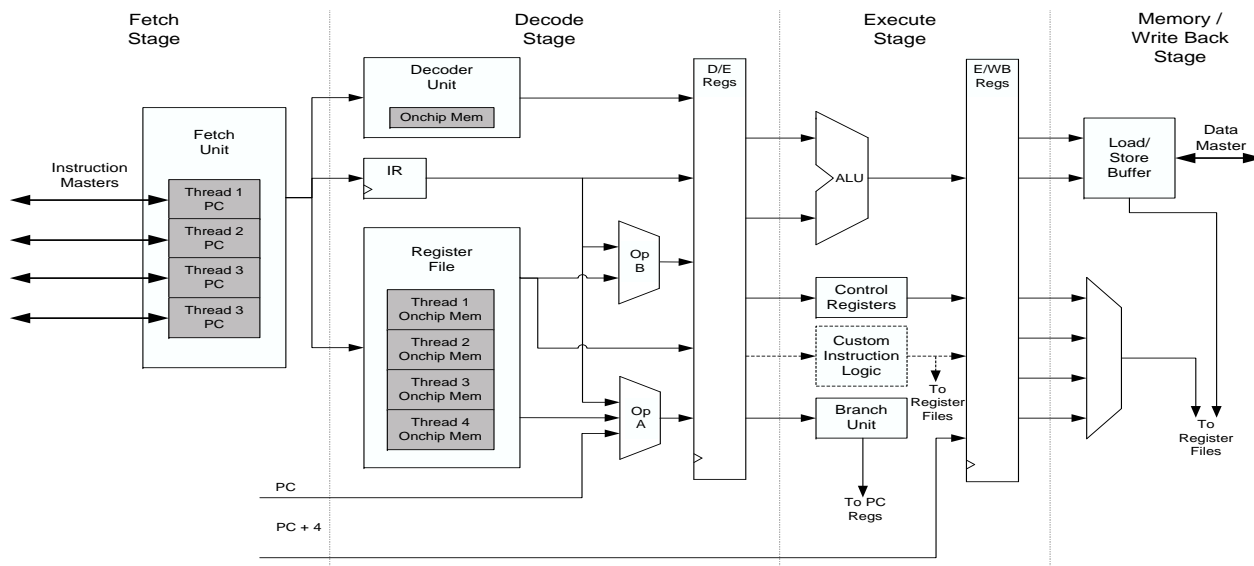 Fetch
Stage
Decode
Stage
Execute
Stage
Memory /
Write Back
Stage
Fetch
Unit
Instruction
Masters
Thread 1
PC
Thread 2
PC
Thread 3
PC
Thread 3
PC
Decoder
Unit
Onchip Mem
IR
Register
File
Thread 1
Onchip Mem
Thread 2
Onchip Mem
Thread 3
Onchip Mem
Thread 4
Onchip Mem
Op
B
Op
A
PC
PC + 4
D/E
Regs
ALU
Control
Registers
Custom
Instruction
Logic
To
Register
Files
Branch
Unit
To PC
Regs
E/WB
Regs
Load/
Store
Buffer
Data
Master
To
Register
Files